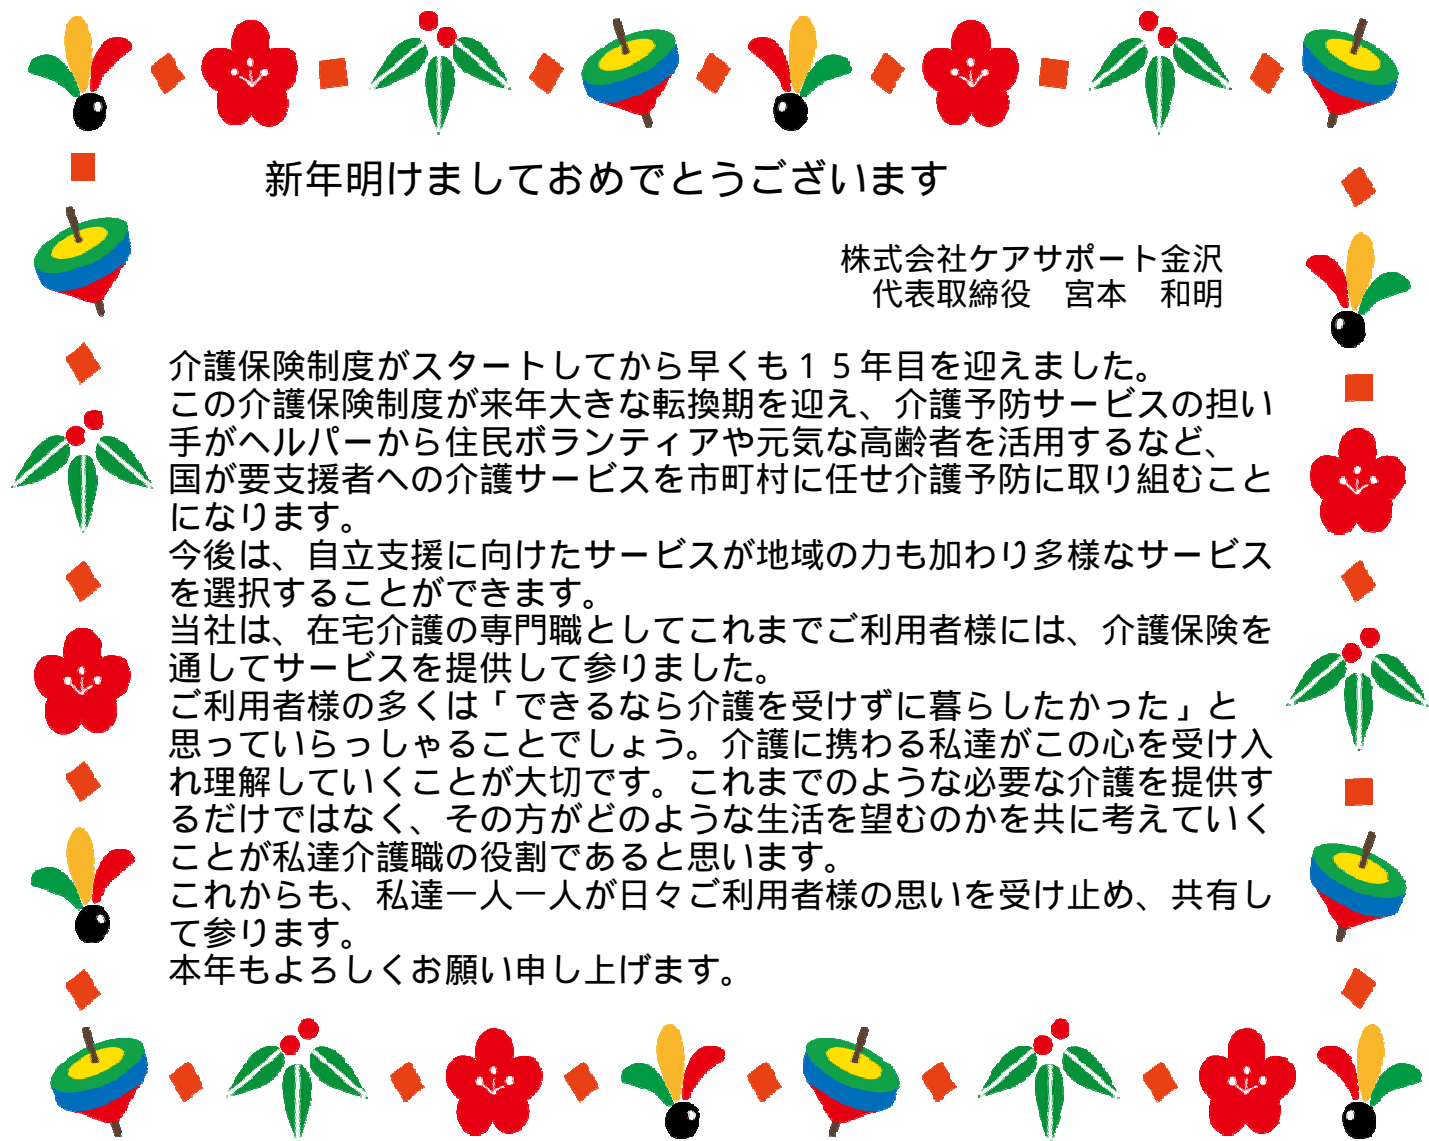 新年明けましておめでとうございます
株式会社ケアサポート金沢
代表取締役　宮本　和明
介護保険制度がスタートしてから早くも１５年目を迎えました。
この介護保険制度が来年大きな転換期を迎え、介護予防サービスの担い
手がヘルパーから住民ボランティアや元気な高齢者を活用するなど、
国が要支援者への介護サービスを市町村に任せ介護予防に取り組むこと
になります。
今後は、自立支援に向けたサービスが地域の力も加わり多様なサービス
を選択することができます。
当社は、在宅介護の専門職としてこれまでご利用者様には、介護保険を
通してサービスを提供して参りました。
ご利用者様の多くは「できるなら介護を受けずに暮らしたかった」と
思っていらっしゃることでしょう。介護に携わる私達がこの心を受け入
れ理解していくことが大切です。これまでのような必要な介護を提供す
るだけではなく、その方がどのような生活を望むのかを共に考えていく
ことが私達介護職の役割であると思います。
これからも、私達一人一人が日々ご利用者様の思いを受け止め、共有し
て参ります。
本年もよろしくお願い申し上げます。